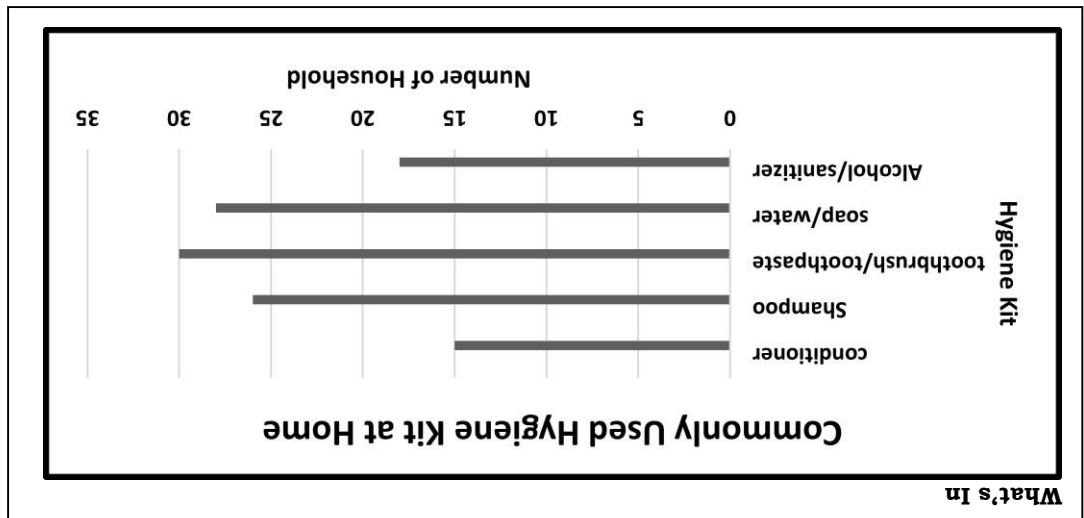 What's In
Commonly Used Hygiene Kit at Home
Hygiene Kit
conditioner
Shampoo
toothbrush/toothpaste
soap/water
Alcohol/sanitizer
0 5 10 15 20 25 30 35
Number of Household